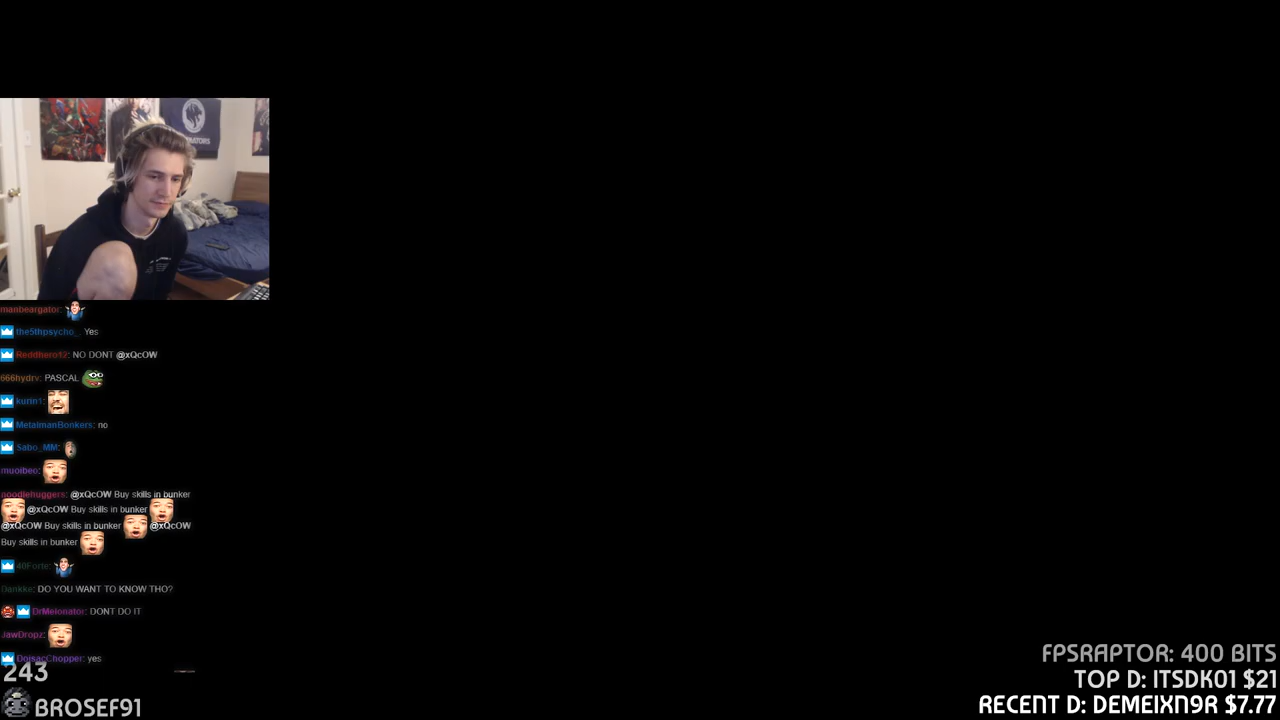 manbeargator:
the5thpsycho_: Yes
Reddhero12: NO DONT @xQcOW
666hydrv: PASCAL
kurin1:
MetalmanBonkers: no
Sabo_MM:
muoibeo:
noodlehuggers: @xQcOW Buy skills in bunker
@xQcOW Buy skills in bunker
@xQcOW Buy skills in bunker @xQcOW
Buy skills in bunker
40Forte:
Dankke: DO YOU WANT TO KNOW THO?
DrMelonator: DONT DO IT
JawDropz:
DoisacChopper: yes
243
BROSEF91
FPSRAPTOR: 400 BITS
TOP D: ITSDK01 $21
RECENT D: DEMEIXN9R $7.77